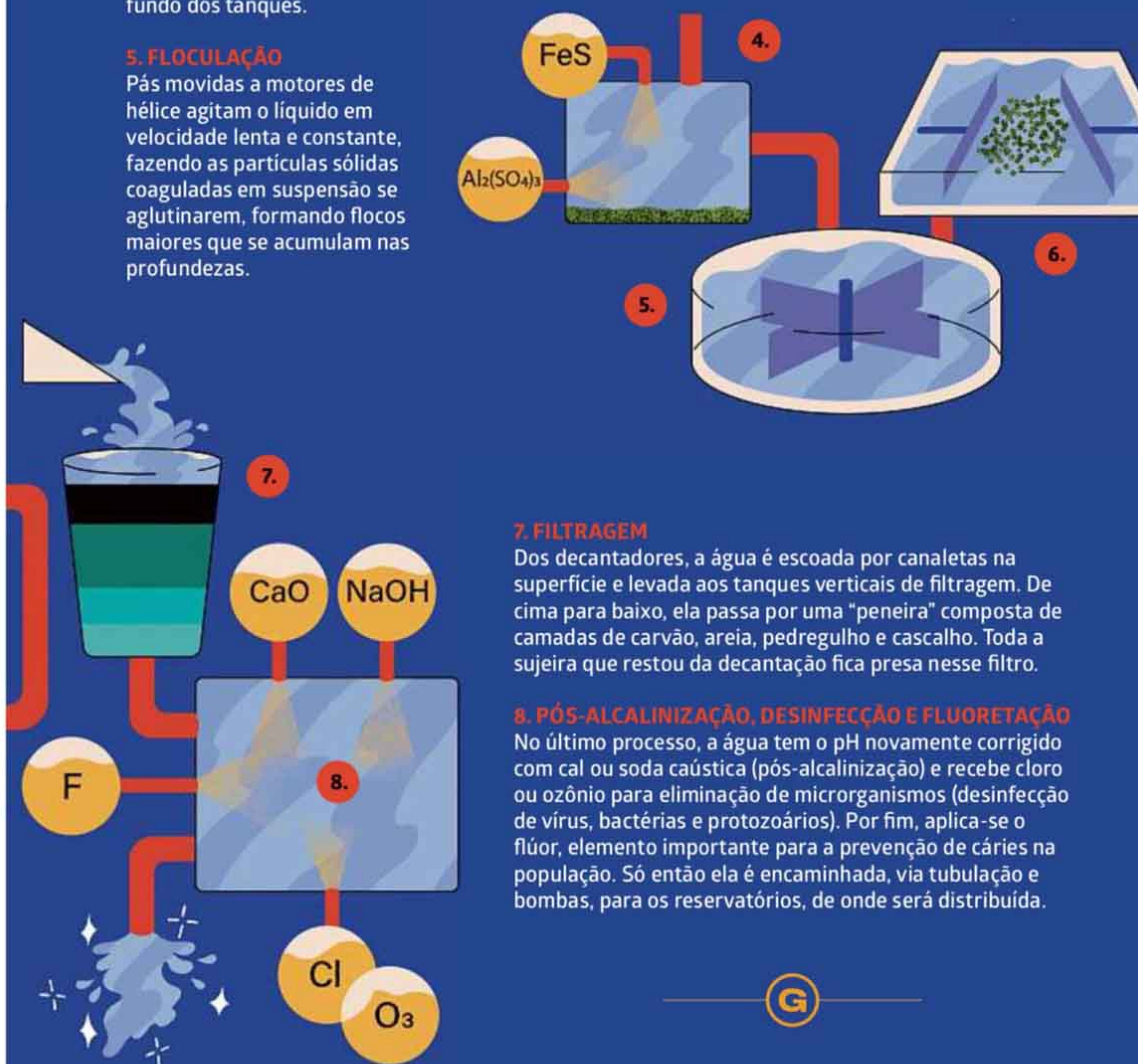 fundo dos tanques.
5. FLOCULAÇÃO
Pás movidas a motores de
hélice agitam o líquido em
velocidade lenta e constante,
fazendo as partículas sólidas
coaguladas em suspensão se
aglutinarem, formando flocos
maiores que se acumulam nas
profundezas.
FeS
4.
Al₂(SO₄)₃
6.
5.
7.
CaO
NaOH
F
8.
Cl
O₃
7. FILTRAGEM
Dos decantadores, a água é escoada por canaletas na
superfície e levada aos tanques verticais de filtragem. De
cima para baixo, ela passa por uma “peneira” composta de
camadas de carvão, areia, pedregulho e cascalho. Toda a
sujeira que restou da decantação fica presa nesse filtro.
8. PÓS-ALCALINIZAÇÃO, DESINFECÇÃO E FLUORETAÇÃO
No último processo, a água tem o pH novamente corrigido
com cal ou soda caústica (pós-alcalinização) e recebe cloro
ou ozônio para eliminação de microrganismos (desinfecção
de vírus, bactérias e protozoários). Por fim, aplica-se o
flúor, elemento importante para a prevenção de cáries na
população. Só então ela é encaminhada, via tubulação e
bombas, para os reservatórios, de onde será distribuída.
G